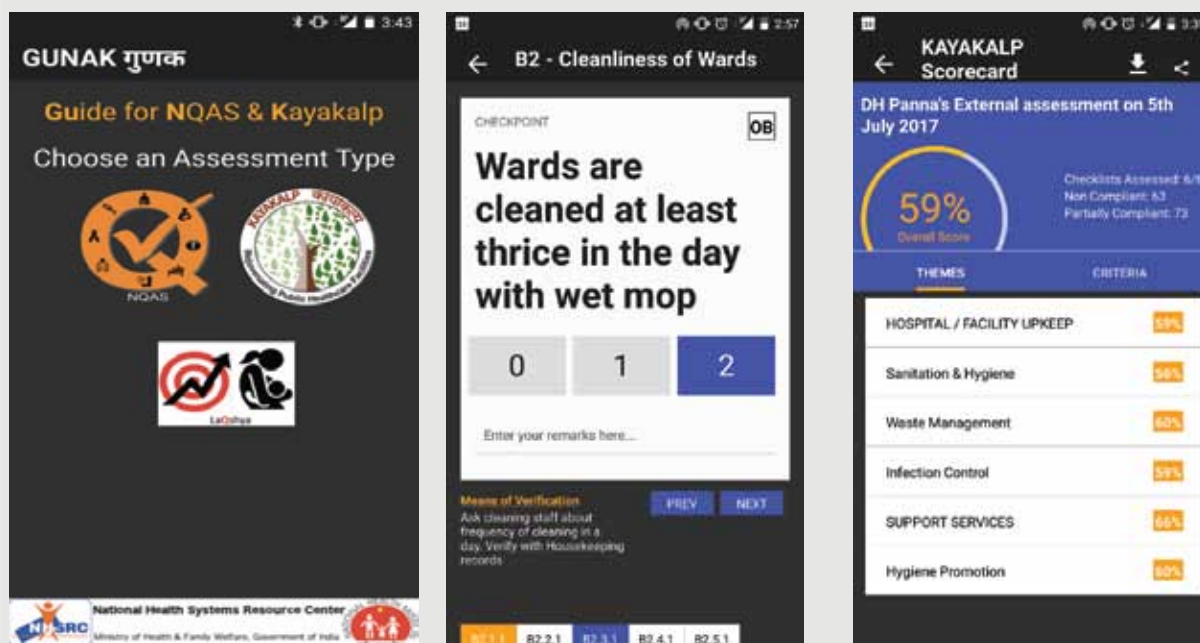 3:43
GUNAK गुणक
Guide for NQAS & Kayakalp
Choose an Assessment Type
NQAS
KAYAKALP कायाकल्प
LaQshya
NHSRC
National Health Systems Resource Center
Ministry of Health & Family Welfare, Government of India
2:57
B2 - Cleanliness of Wards
CHECKPOINT
OB
Wards are
cleaned at least
thrice in the day
with wet mop
0 1 2
Enter your remarks here...
Means of Verification
Ask cleaning staff about
frequency of cleaning in a
day. Verify with Housekeeping
records
PREV NEXT
B2.1.1 B2.2.1 B2.3.1 B2.4.1 B2.5.1
KAYAKALP
Scorecard
DH Panna's External assessment on 5th
July 2017
59%
Overall Score
Checklists Assessed: 6/
Non Compliant: 63
Partially Compliant: 73
THEMES CRITERIA
HOSPITAL / FACILITY UPKEEP 59%
Sanitation & Hygiene 56%
Waste Management 60%
Infection Control 59%
SUPPORT SERVICES 66%
Hygiene Promotion 60%